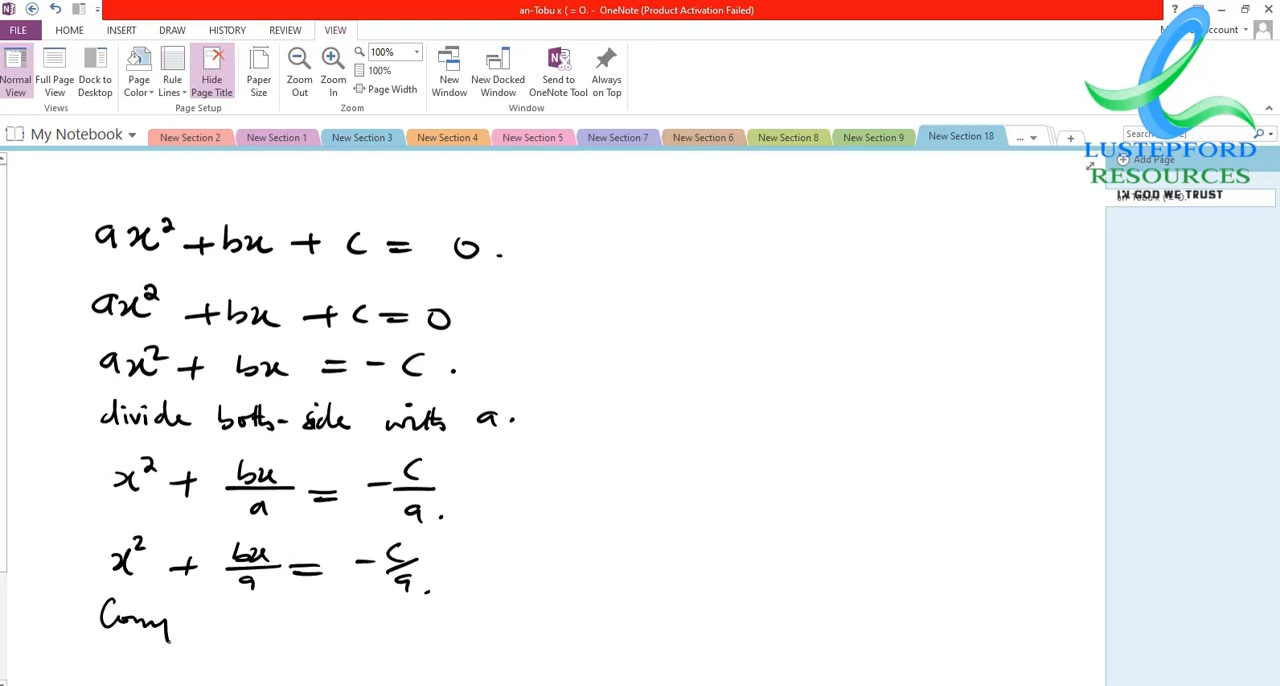 an-Tobu x ( = O. - OneNote (Product Activation Failed)
FILE HOME INSERT DRAW HISTORY REVIEW VIEW
Normal View
Full Page View
Dock to Desktop
Page Color
Rule Lines
Hide Page Title
Paper Size
Zoom Out
Zoom In
100%
100%
Page Width
New Window
New Docked Window
Send to OneNote Tool
Always on Top
Views Page Setup Zoom Window
My Notebook New Section 2 New Section 1 New Section 3 New Section 4 New Section 5 New Section 7 New Section 6 New Section 8 New Section 9 New Section 18 ...
Add Page
LUSTEPFORD
RESOURCES
IN GOD WE TRUST
ax² + bx + c = 0.
ax² + bx + c = 0
ax² + bx = - c.
divide both-side with a.
x² + bx/a = - c/a.
x² + bx/a = - c/a.
Comp